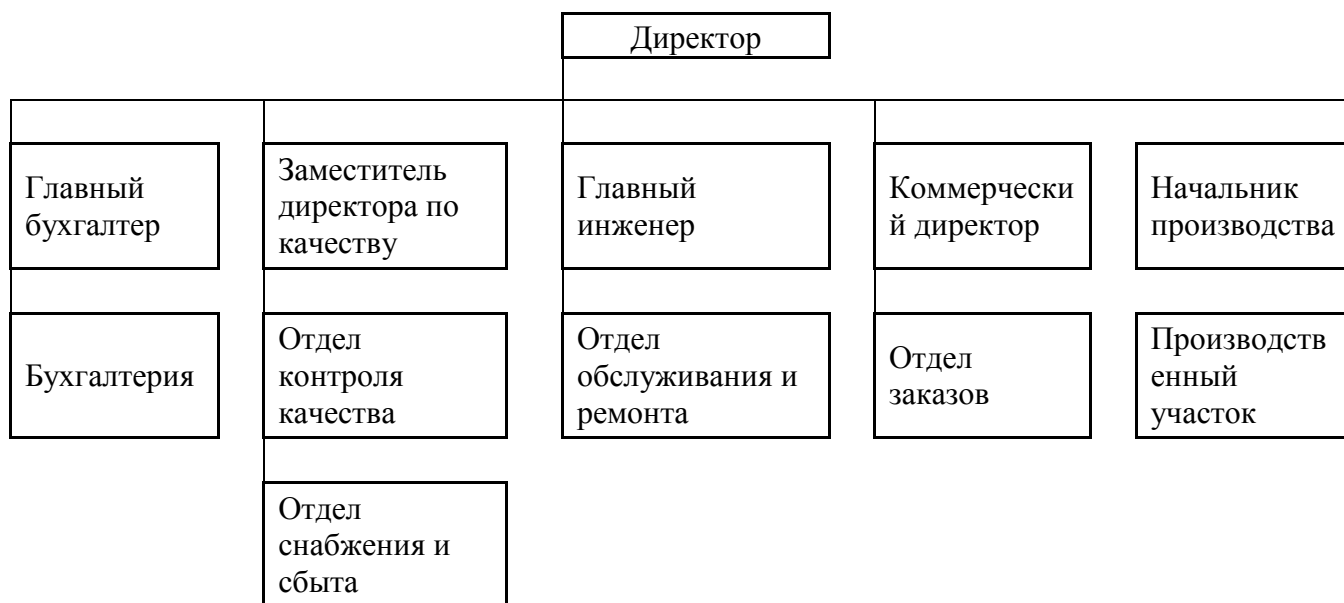 Директор
Главный
бухгалтер
Заместитель
директора по
качеству
Главный
инженер
Коммерчески
й директор
Начальник
производства
Бухгалтерия
Отдел
контроля
качества
Отдел
обслуживания и
ремонта
Отдел
заказов
Производств
енный
участок
Отдел
снабжения и
сбыта